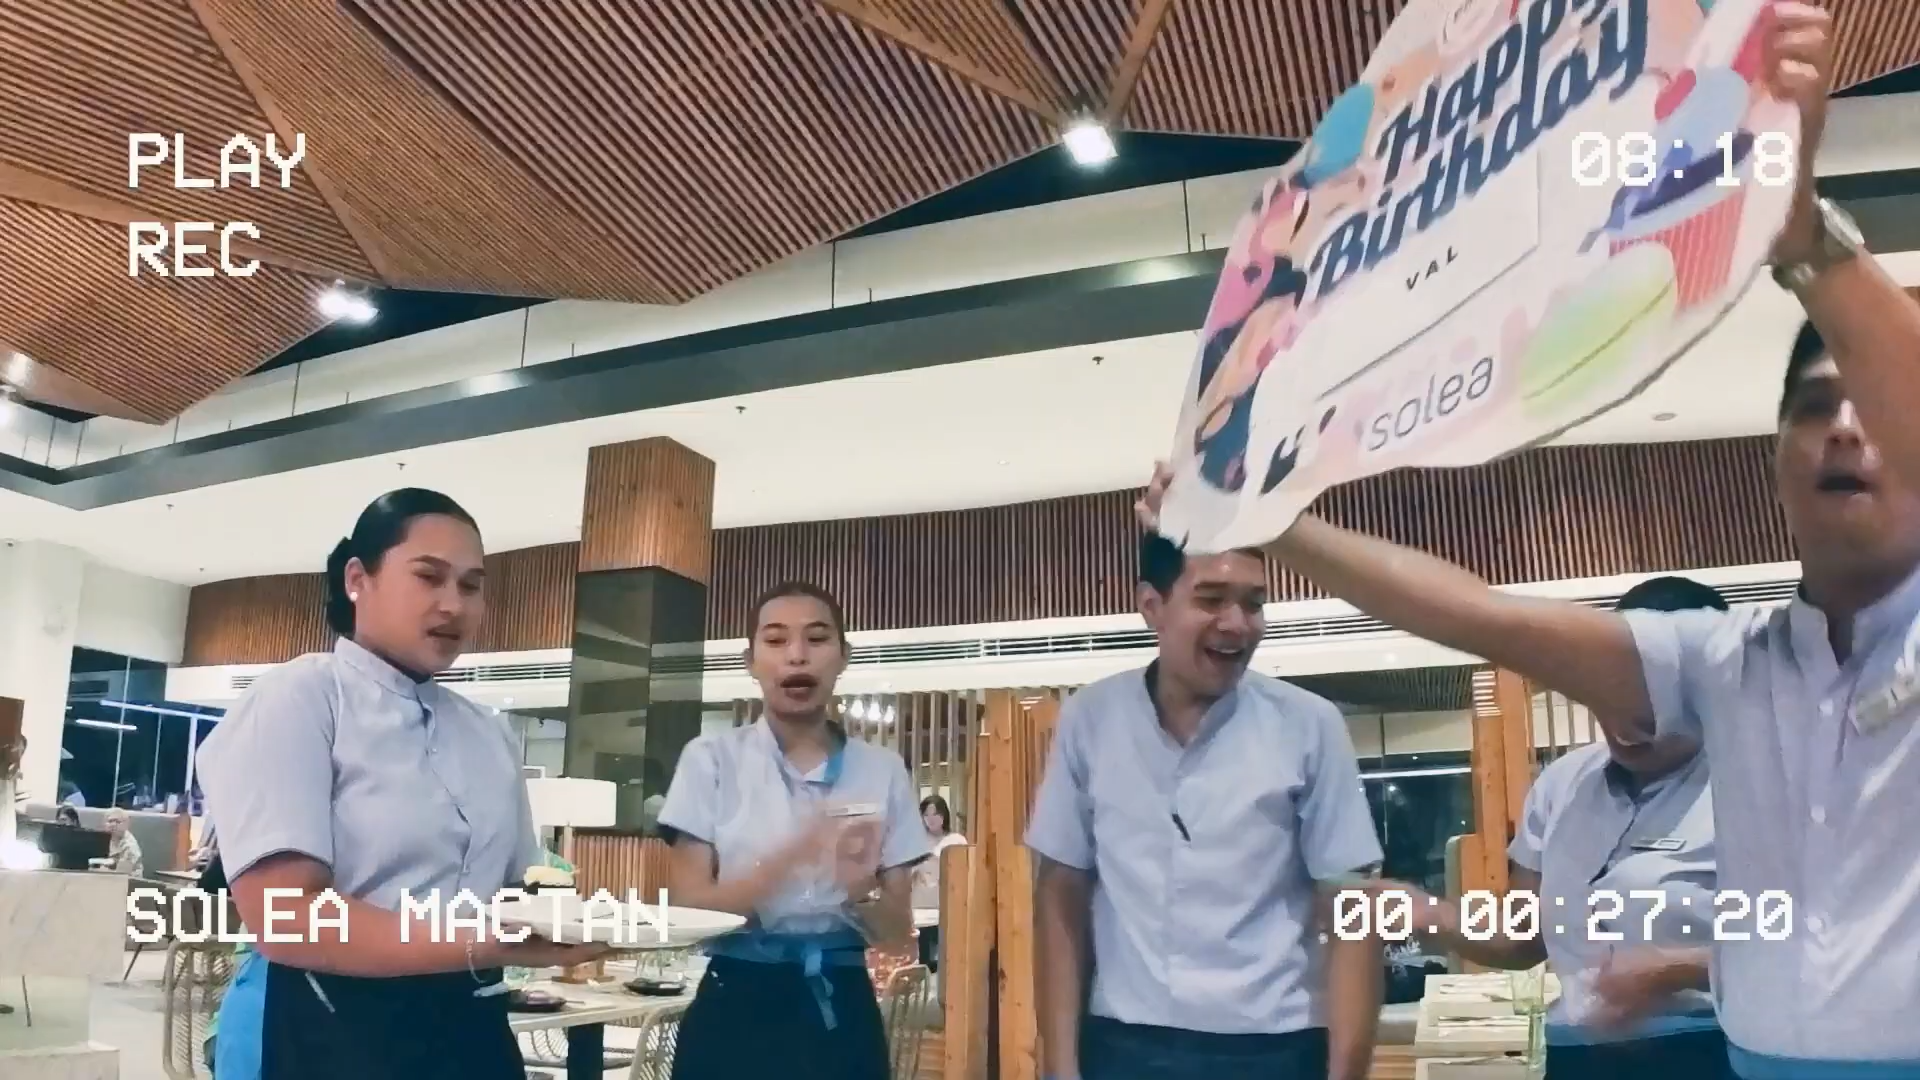 PLAY
REC
08:18
Happy
Birthday
VAL
solea
SOLEA MACTAN
00:00:27:20